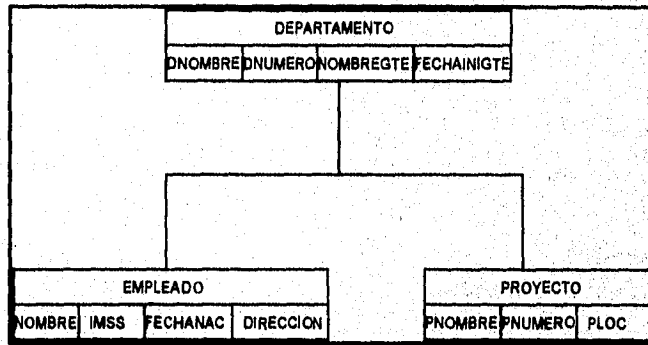 DEPARTAMENTO
DNOMBRE DNUMERO NOMBREGTE FECHAINIGTE
EMPLEADO
NOMBRE IMSS FECHANAC DIRECCION
PROYECTO
PNOMBRE PNUMERO PLOC